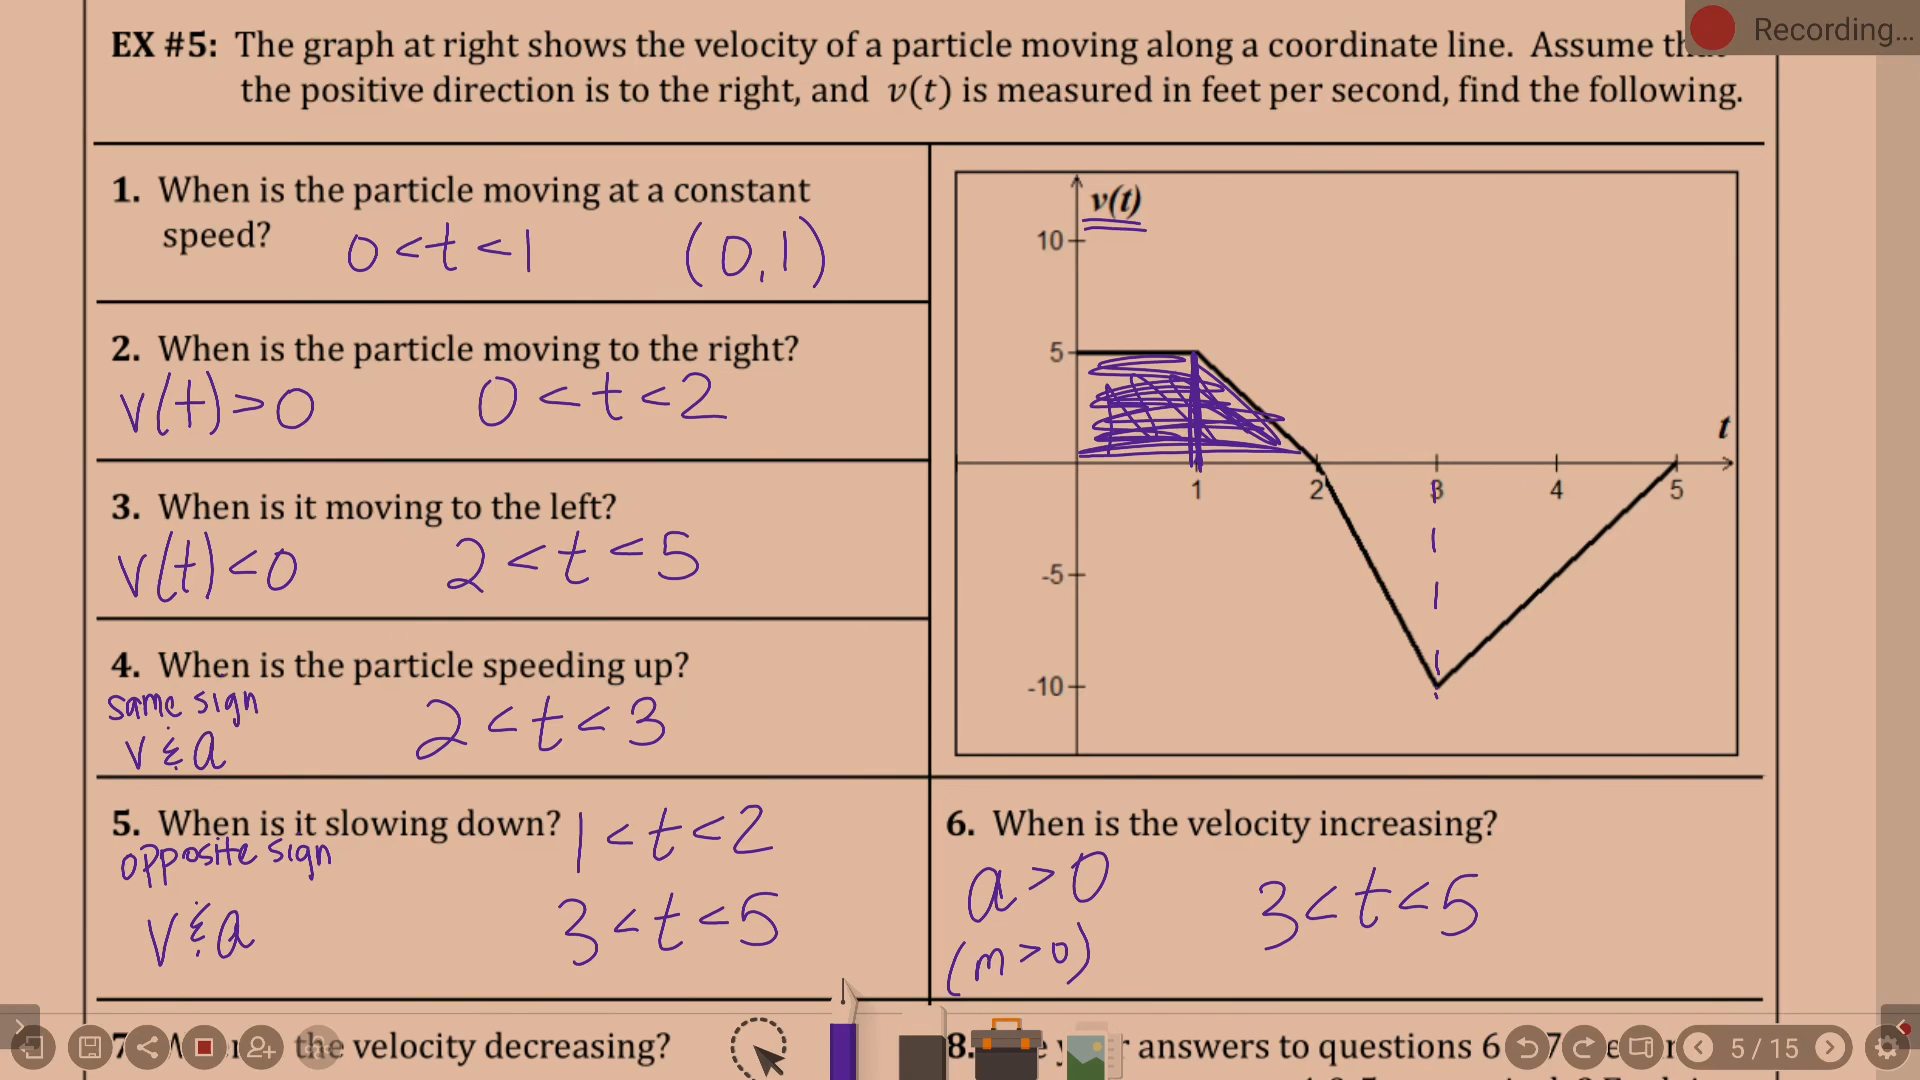 Recording...
EX #5: The graph at right shows the velocity of a particle moving along a coordinate line. Assume
the positive direction is to the right, and v(t) is measured in feet per second, find the following.
1. When is the particle moving at a constant
speed? 0 < t < 1 (0,1)
2. When is the particle moving to the right?
v(t) > 0 0 < t < 2
3. When is it moving to the left?
v(t) < 0 2 < t < 5
4. When is the particle speeding up?
same sign
v & a 2 < t < 3
5. When is it slowing down? 1 < t < 2
opposite sign
v & a 3 < t < 5
v(t)
10
5
t
1 2 3 4 5
-5
-10
6. When is the velocity increasing?
a > 0 3 < t < 5
(m > 0)
7. the velocity decreasing?
8. answers to questions 6 7
5 / 15